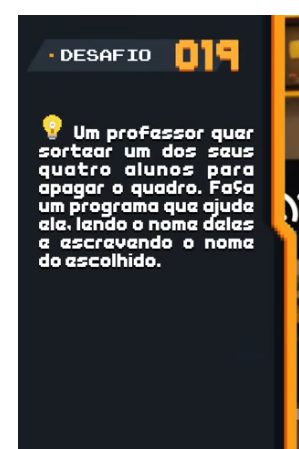 · DESAFIO 019
💡 Um professor quer
sortear um dos seus
quatro alunos para
apagar o quadro. Faça
um programa que ajude
ele, lendo o nome deles
e escrevendo o nome
do escolhido.